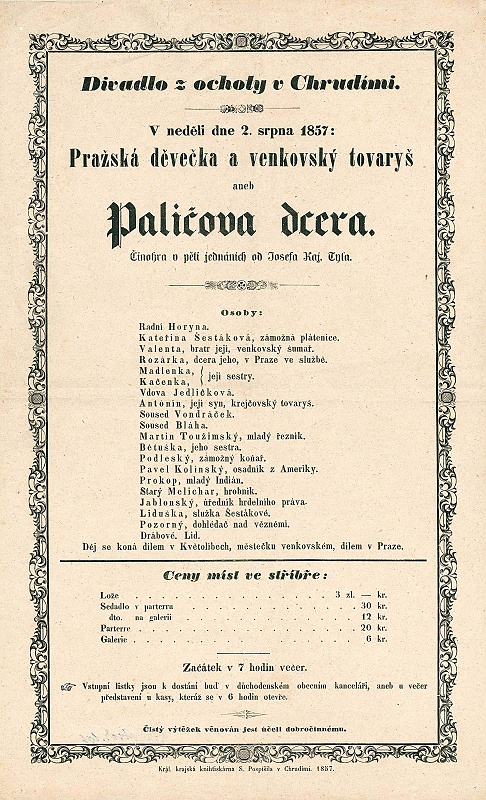 Divadlo z ochoty v Chrudími.
V neděli dne 2. srpna 1857:
Pražská děvečka a venkovský tovaryš
aneb
Paličova dcera.
Činohra v pěti jednáních od Josefa Kaj. Tyla.
Osoby:
Radní Horyna.
Kateřina Šestáková, zámožná plátenice.
Valenta, bratr její, venkovský šumař.
Rozárka, dcera jeho, v Praze ve službě.
Madlenka,
Kačenka, } její sestry.
Vdova Jedličková.
Antonín, její syn, krejčovský tovaryš.
Soused Vondráček.
Soused Bláha.
Martin Toužimský, mladý řezník.
Bětuška, jeho sestra.
Podleský, zámožný koňař.
Pavel Kolínský, osadník z Ameriky.
Prokop, mladý Indián.
Starý Melichar, hrobník.
Jablonský, úředník hrdelního práva.
Liduška, služka Šestákové.
Pozorný, dohlédač nad vězněmi.
Drábové. Lid.
Děj se koná dílem v Květolibech, městečku venkovském, dílem v Praze.
Ceny míst ve stříbře:
Lože . . . . . . . . . . 3 zl. — kr.
Sedadlo v parterru . . . . . . . . . . 30 kr.
dto. na galerii . . . . . . . . . . 12 kr.
Parterre . . . . . . . . . . 20 kr.
Galerie . . . . . . . . . . 6 kr.
Začátek v 7 hodin večer.
☞ Vstupní lístky jsou k dostání buď v důchodenském obecním kanceláři, aneb u večer
představení u kasy, kteráž se v 6 hodin otevře.
Čistý výtěžek věnován jest účeli dobročinnému.
Král. krajská knihtiskárna S. Pospíšila v Chrudimi. 1857.